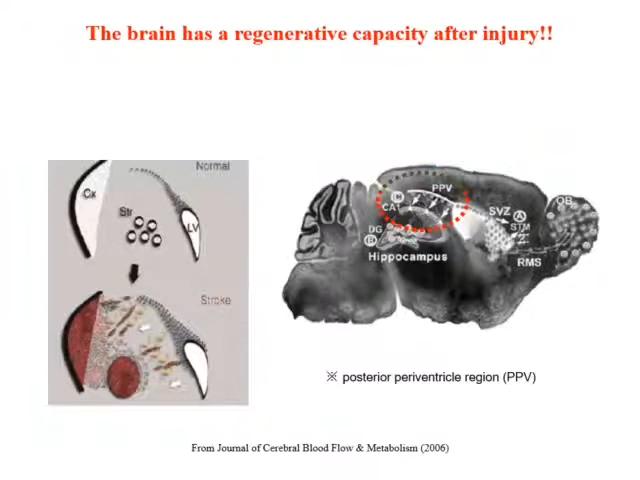 The brain has a regenerative capacity after injury!!
Normal
Cx
Str
LV
Stroke
PPV
C
CA1
DG
B
Hippocampus
SVZ
A
STM
OB
RMS
※ posterior periventricle region (PPV)
From Journal of Cerebral Blood Flow & Metabolism (2006)